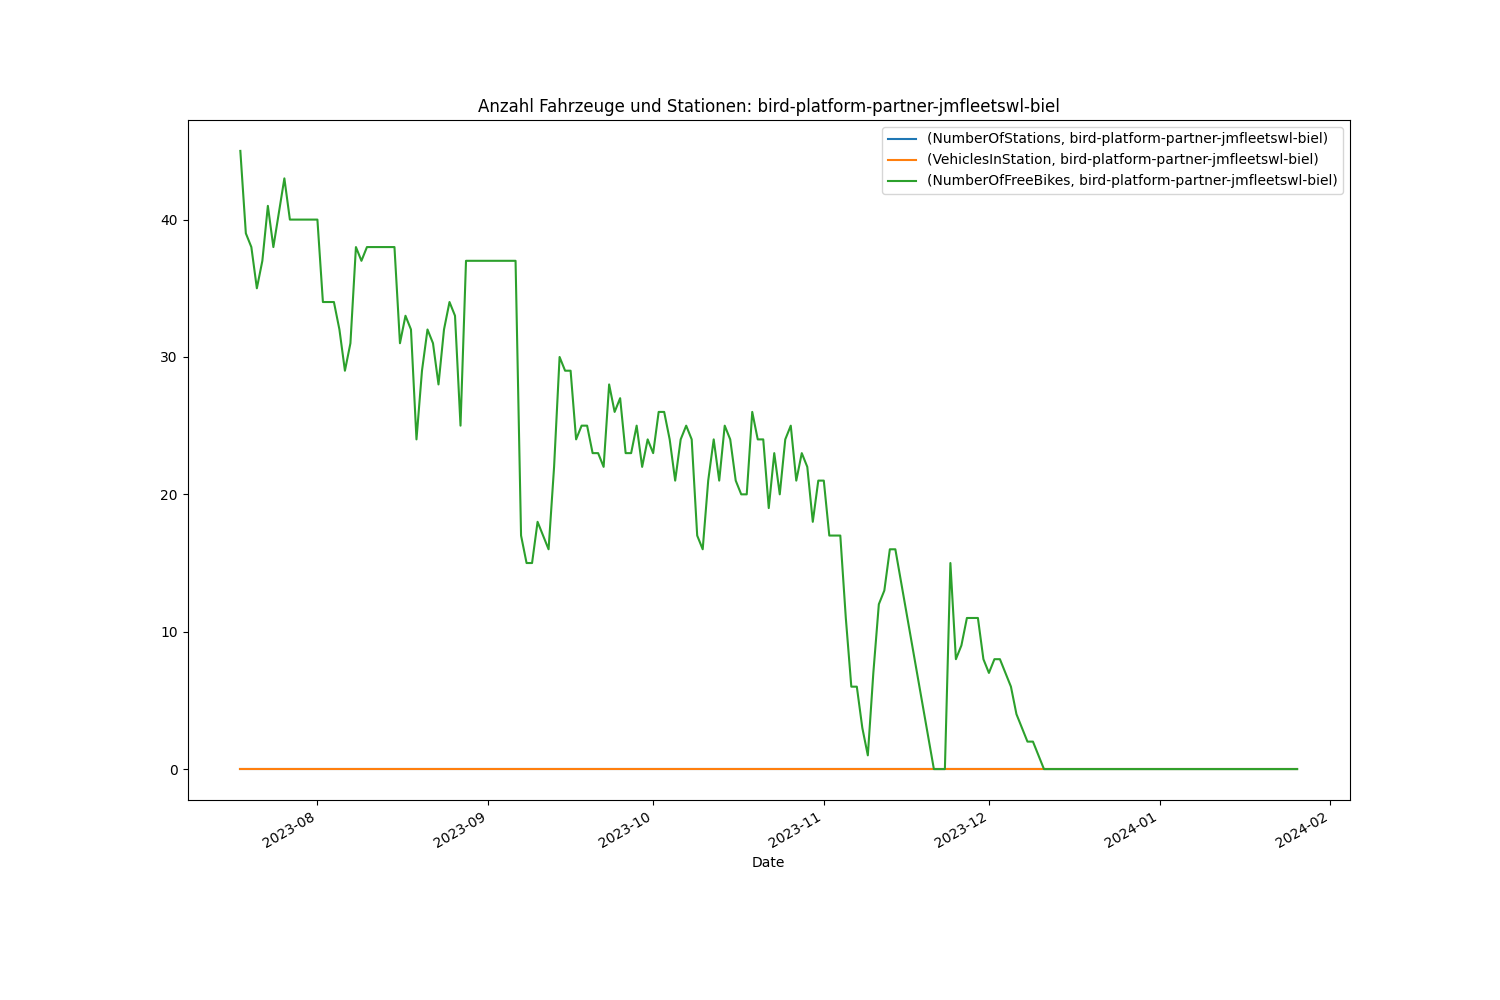 Anzahl Fahrzeuge und Stationen: bird-platform-partner-jmfleetswl-biel
(NumberOfStations, bird-platform-partner-jmfleetswl-biel)
(VehiclesInStation, bird-platform-partner-jmfleetswl-biel)
(NumberOfFreeBikes, bird-platform-partner-jmfleetswl-biel)
40
30
20
10
0
2023-08
2023-09
2023-10
2023-11
2023-12
2024-01
2024-02
Date